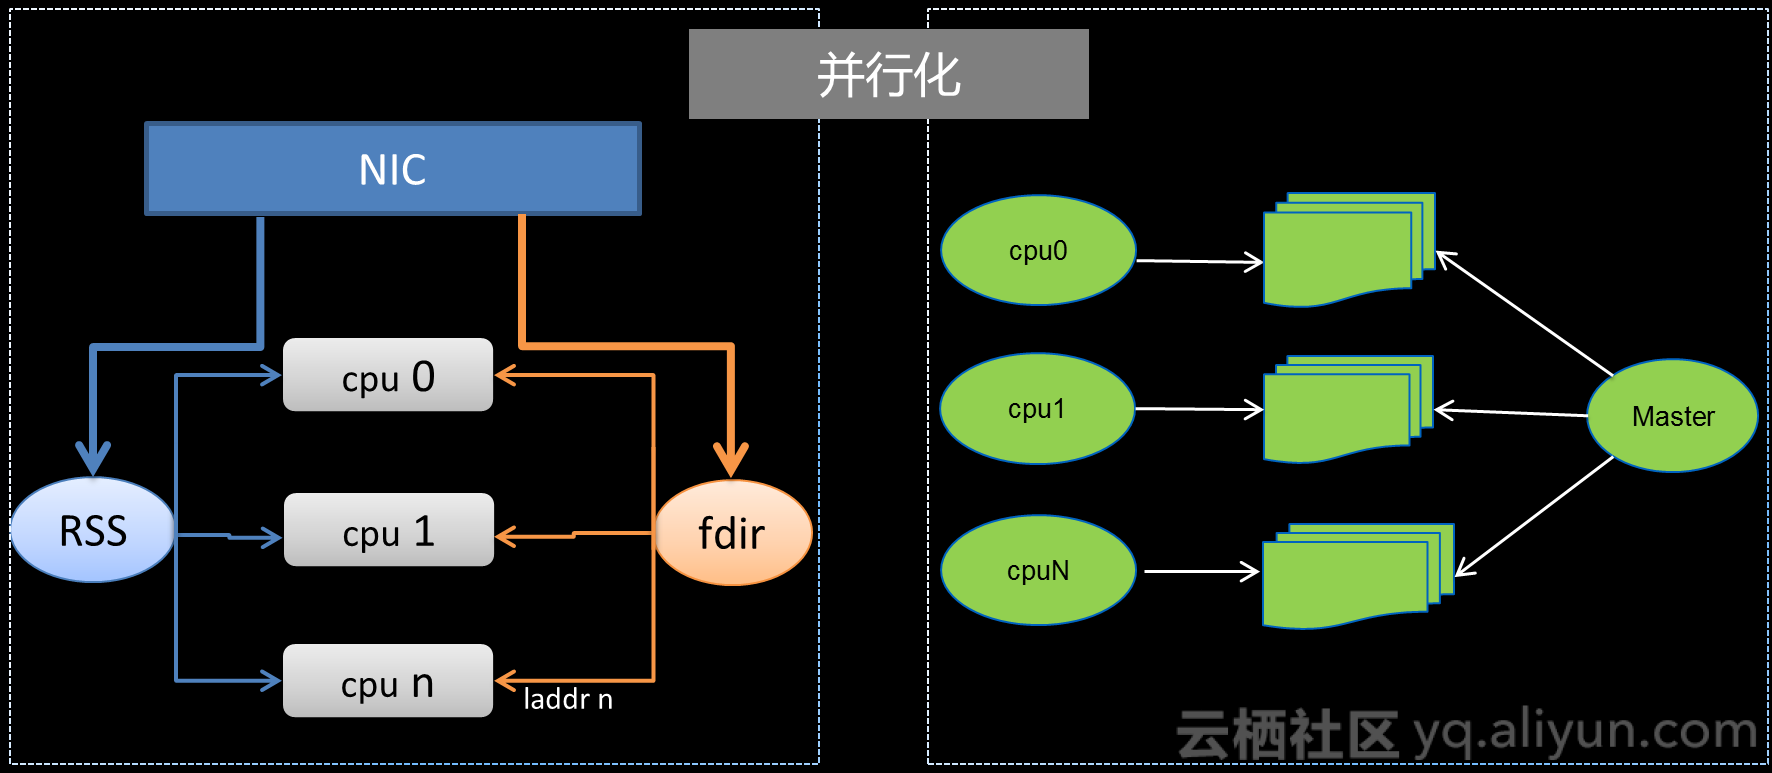 并行化
NIC
RSS
cpu 0
cpu 1
cpu n
fdir
laddr n
cpu0
cpu1
cpuN
Master
云栖社区 yq.aliyun.com